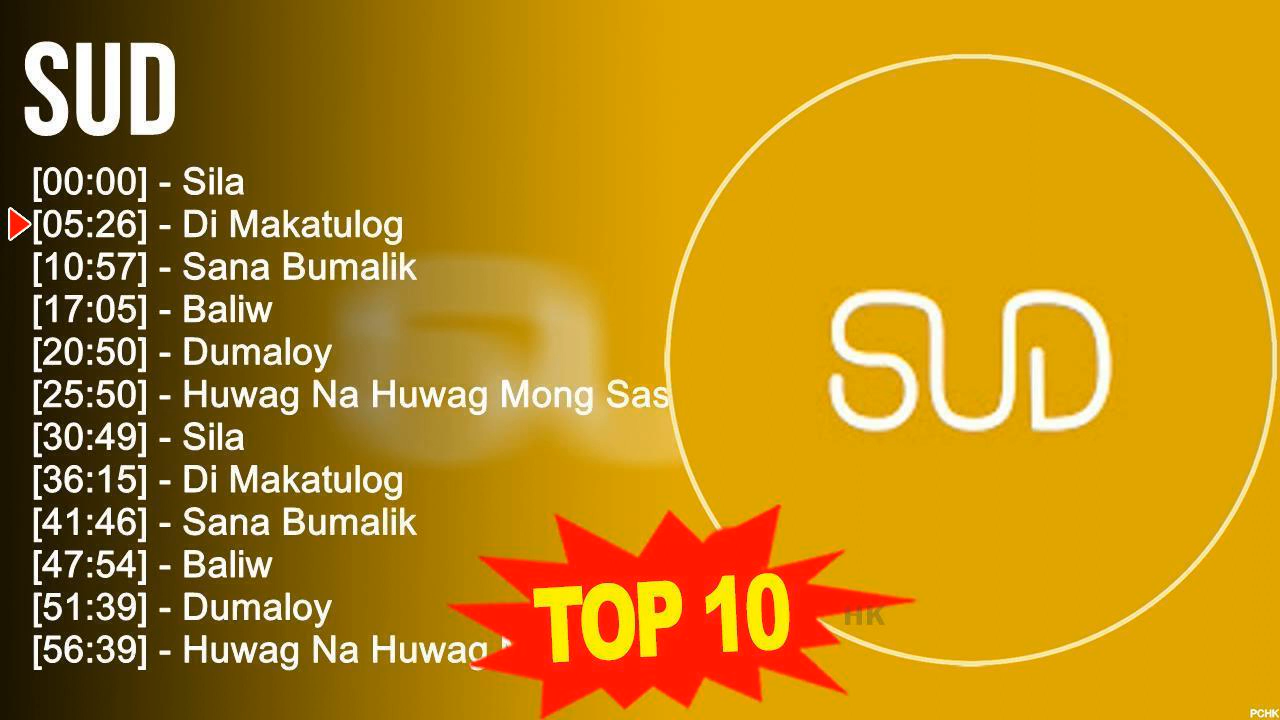 SUD
[00:00] - Sila
[05:26] - Di Makatulog
[10:57] - Sana Bumalik
[17:05] - Baliw
[20:50] - Dumaloy
[25:50] - Huwag Na Huwag Mong Sas
[30:49] - Sila
[36:15] - Di Makatulog
[41:46] - Sana Bumalik
[47:54] - Baliw
[51:39] - Dumaloy
[56:39] - Huwag Na Huwag
SUD
TOP 10
HK
PCHK